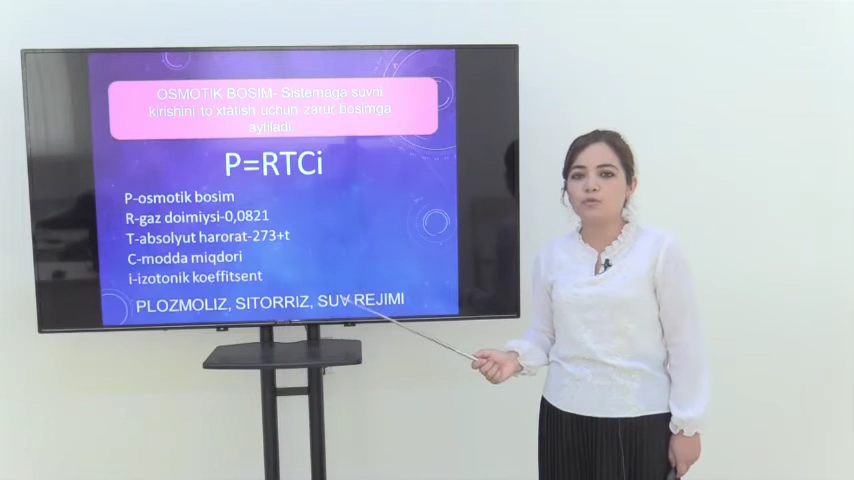 OSMOTIK BOSIM- Sistemaga suvni
kirishini to'xtatish uchun zarur bosimga
aytiladi.
P=RTCi
P-osmotik bosim
R-gaz doimiysi-0,0821
T-absolyut harorat-273+t
C-modda miqdori
i-izotonik koeffitsent
PLOZMOLIZ, SITORRIZ, SUV REJIMI